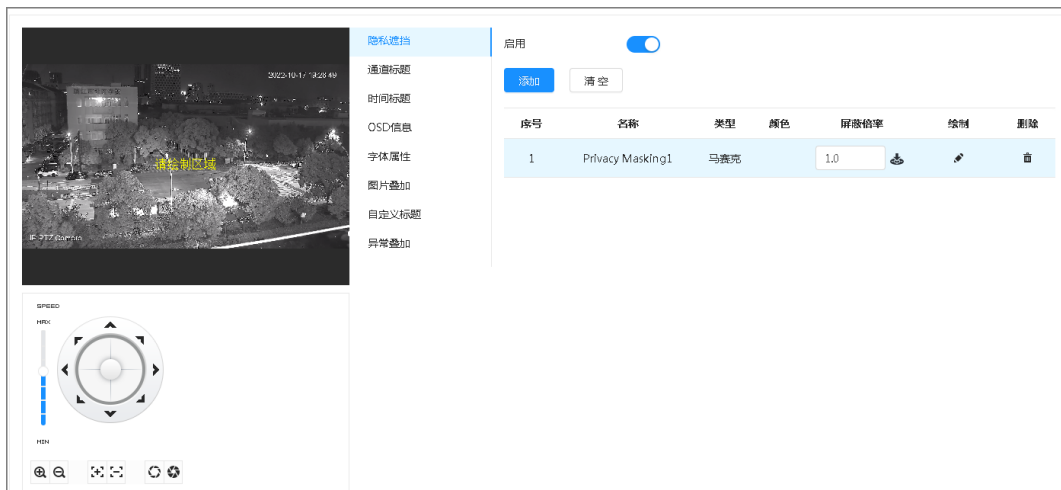 2022-10-17 19:28:49
请绘制区域
IP PTZ Camera
SPEED
MAX
MIN
隐私遮挡
通道标题
时间标题
OSD信息
字体属性
图片叠加
自定义标题
异常叠加
启用
添加 清空
序号 名称 类型 颜色 屏蔽倍率 绘制 删除
1 Privacy Masking1 马赛克 1.0